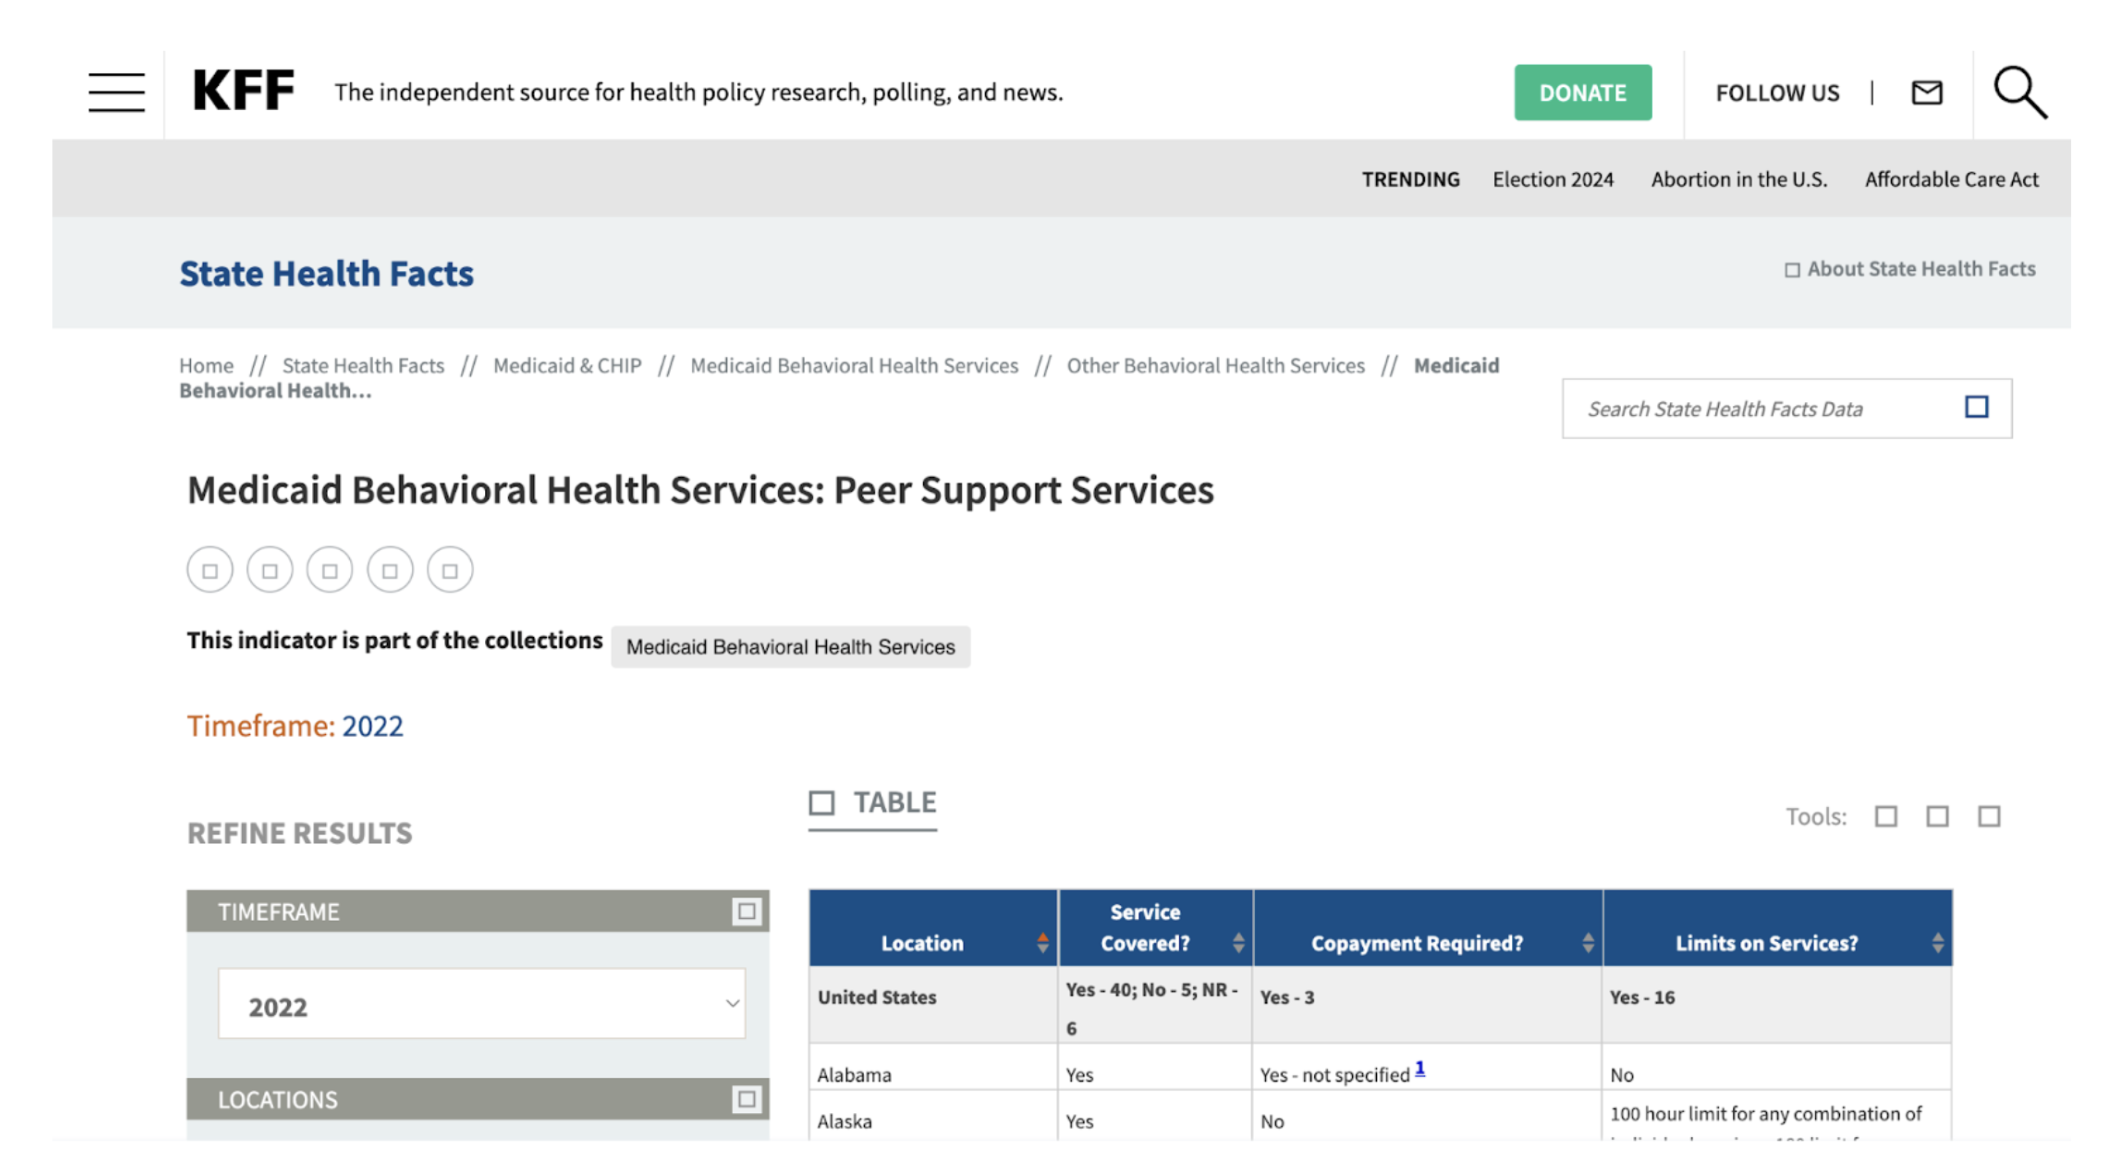 KFF The independent source for health policy research, polling, and news. DONATE FOLLOW US |
TRENDING Election 2024 Abortion in the U.S. Affordable Care Act
State Health Facts
About State Health Facts
Home // State Health Facts // Medicaid & CHIP // Medicaid Behavioral Health Services // Other Behavioral Health Services // Medicaid
Behavioral Health...
Search State Health Facts Data
Medicaid Behavioral Health Services: Peer Support Services
This indicator is part of the collections Medicaid Behavioral Health Services
Timeframe: 2022
TABLE
Tools:
REFINE RESULTS
TIMEFRAME
2022
LOCATIONS
Location Service Covered? Copayment Required? Limits on Services?
United States Yes - 40; No - 5; NR - 6 Yes - 3 Yes - 16
Alabama Yes Yes - not specified 1 No
Alaska Yes No 100 hour limit for any combination of